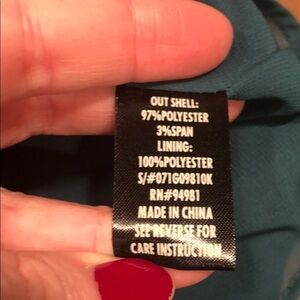 OUT SHELL:
97%POLYESTER
3%SPAN
LINING:
100%POLYESTER
S/#071G09810K
RN#94981
MADE IN CHINA
SEE REVERSE FOR
CARE INSTRUCTION